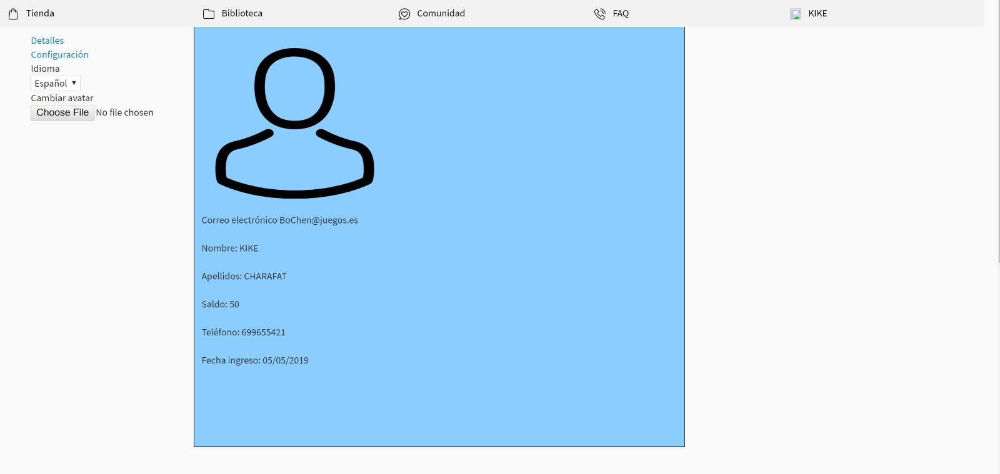 Tienda
Biblioteca
Comunidad
FAQ
KIKE
Detalles
Configuración
Idioma
Español
Cambiar avatar
Choose File No file chosen
Correo electrónico BoChen@juegos.es
Nombre: KIKE
Apellidos: CHARAFAT
Saldo: 50
Teléfono: 699655421
Fecha ingreso: 05/05/2019